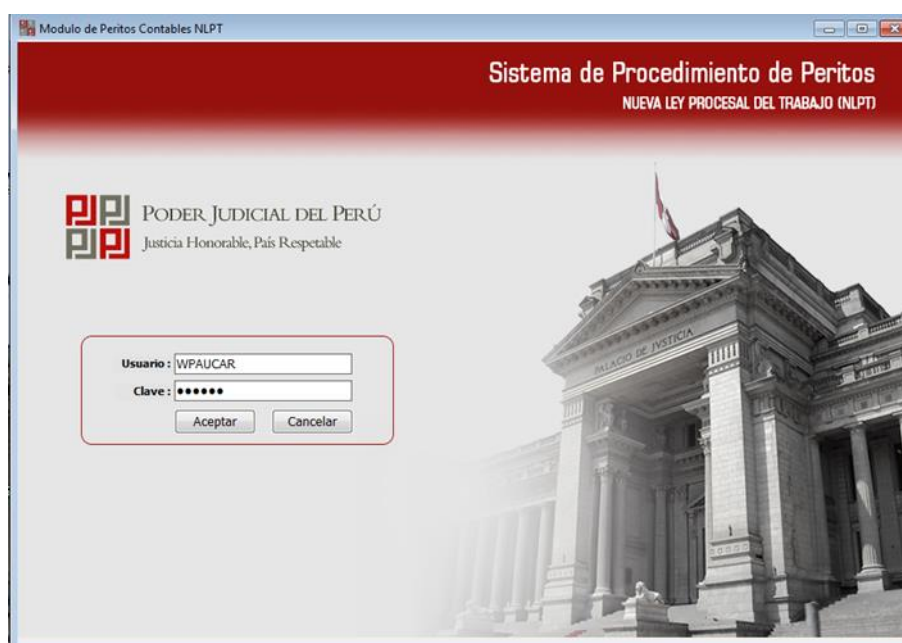 Modulo de Peritos Contables NLPT
Sistema de Procedimiento de Peritos
NUEVA LEY PROCESAL DEL TRABAJO (NLPT)
PODER JUDICIAL DEL PERÚ
Justicia Honorable, País Respetable
PALACIO DE JVSTICIA
Usuario : WPAUCAR
Clave : ••••••
Aceptar Cancelar